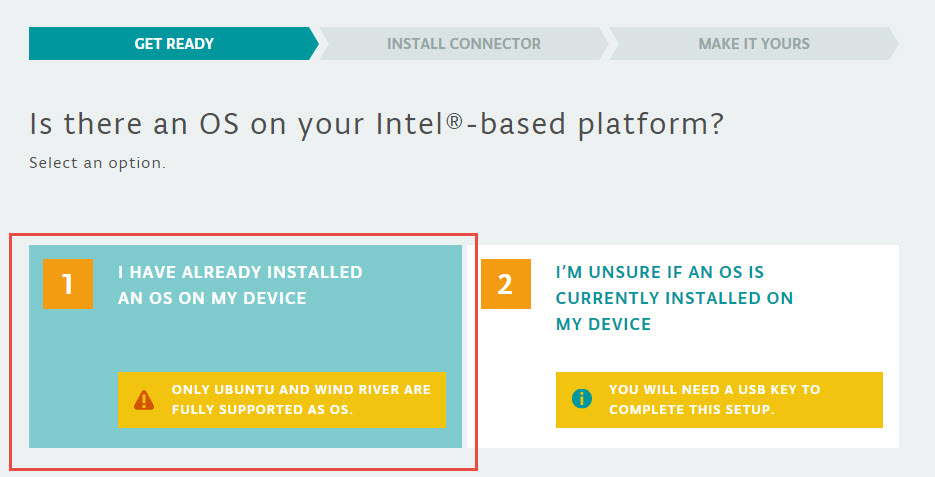 GET READY
INSTALL CONNECTOR
MAKE IT YOURS
Is there an OS on your Intel®-based platform?
Select an option.
1
I HAVE ALREADY INSTALLED
AN OS ON MY DEVICE
ONLY UBUNTU AND WIND RIVER ARE
FULLY SUPPORTED AS OS.
2
I'M UNSURE IF AN OS IS
CURRENTLY INSTALLED ON
MY DEVICE
YOU WILL NEED A USB KEY TO
COMPLETE THIS SETUP.